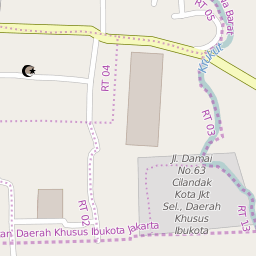 RT 05
Barat
Krukut
RT 04
RT 03
Jl. Damai
No.63
Cilandak
Kota Jkt
Sel., Daerah
Khusus
Ibukota
RT 02
RT 13
Daerah Khusus Ibukota Jakarta